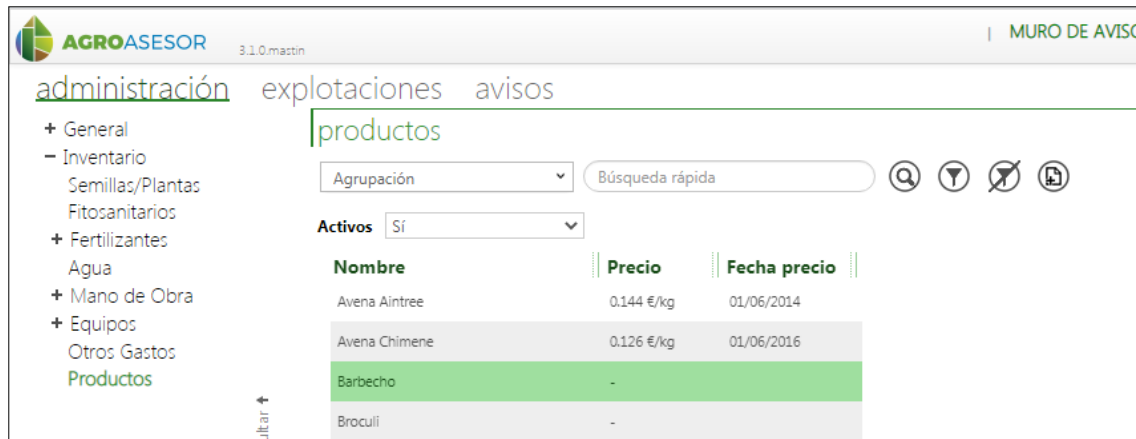 AGROASESOR 3.1.0.mastin
| MURO DE AVISO
administración explotaciones avisos
+ General
− Inventario
Semillas/Plantas
Fitosanitarios
+ Fertilizantes
Agua
+ Mano de Obra
+ Equipos
Otros Gastos
Productos
ultar
productos
Agrupación Búsqueda rápida
Activos Sí
Nombre Precio Fecha precio
Avena Aintree 0.144 €/kg 01/06/2014
Avena Chimene 0.126 €/kg 01/06/2016
Barbecho -
Broculi -